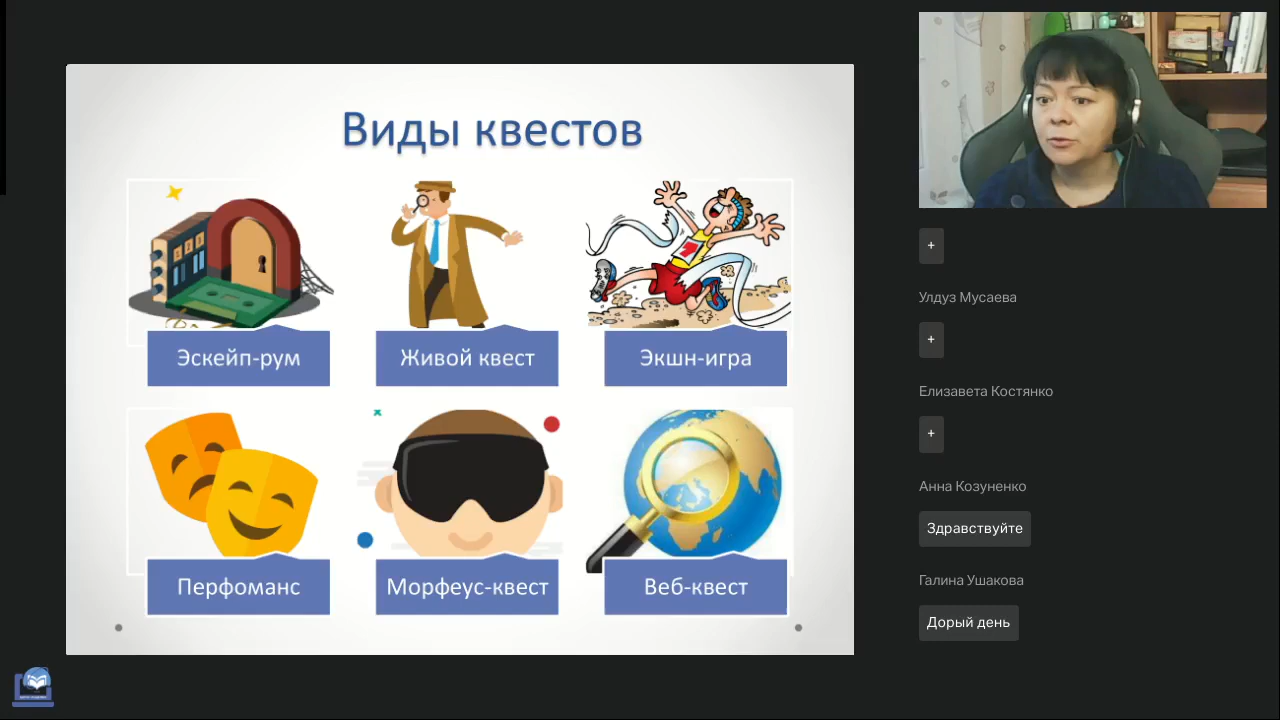 Виды квестов
Эскейп-рум
Живой квест
Экшн-игра
Перфоманс
Морфеус-квест
Веб-квест
+
Улдуз Мусаева
+
Елизавета Костянко
+
Анна Козуненко
Здравствуйте
Галина Ушакова
Дорый день